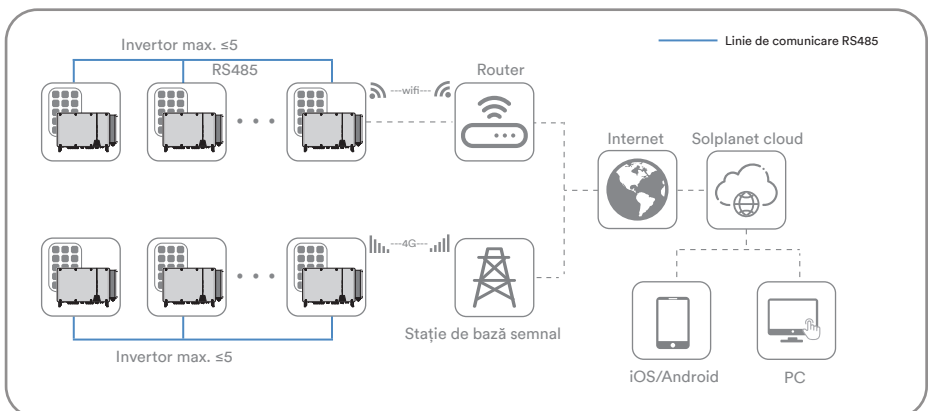 Invertor max. ≤5
Linie de comunicare RS485
RS485
---wifi---
Router
Internet
Solplanet cloud
---4G---
Stație de bază semnal
Invertor max. ≤5
iOS/Android
PC